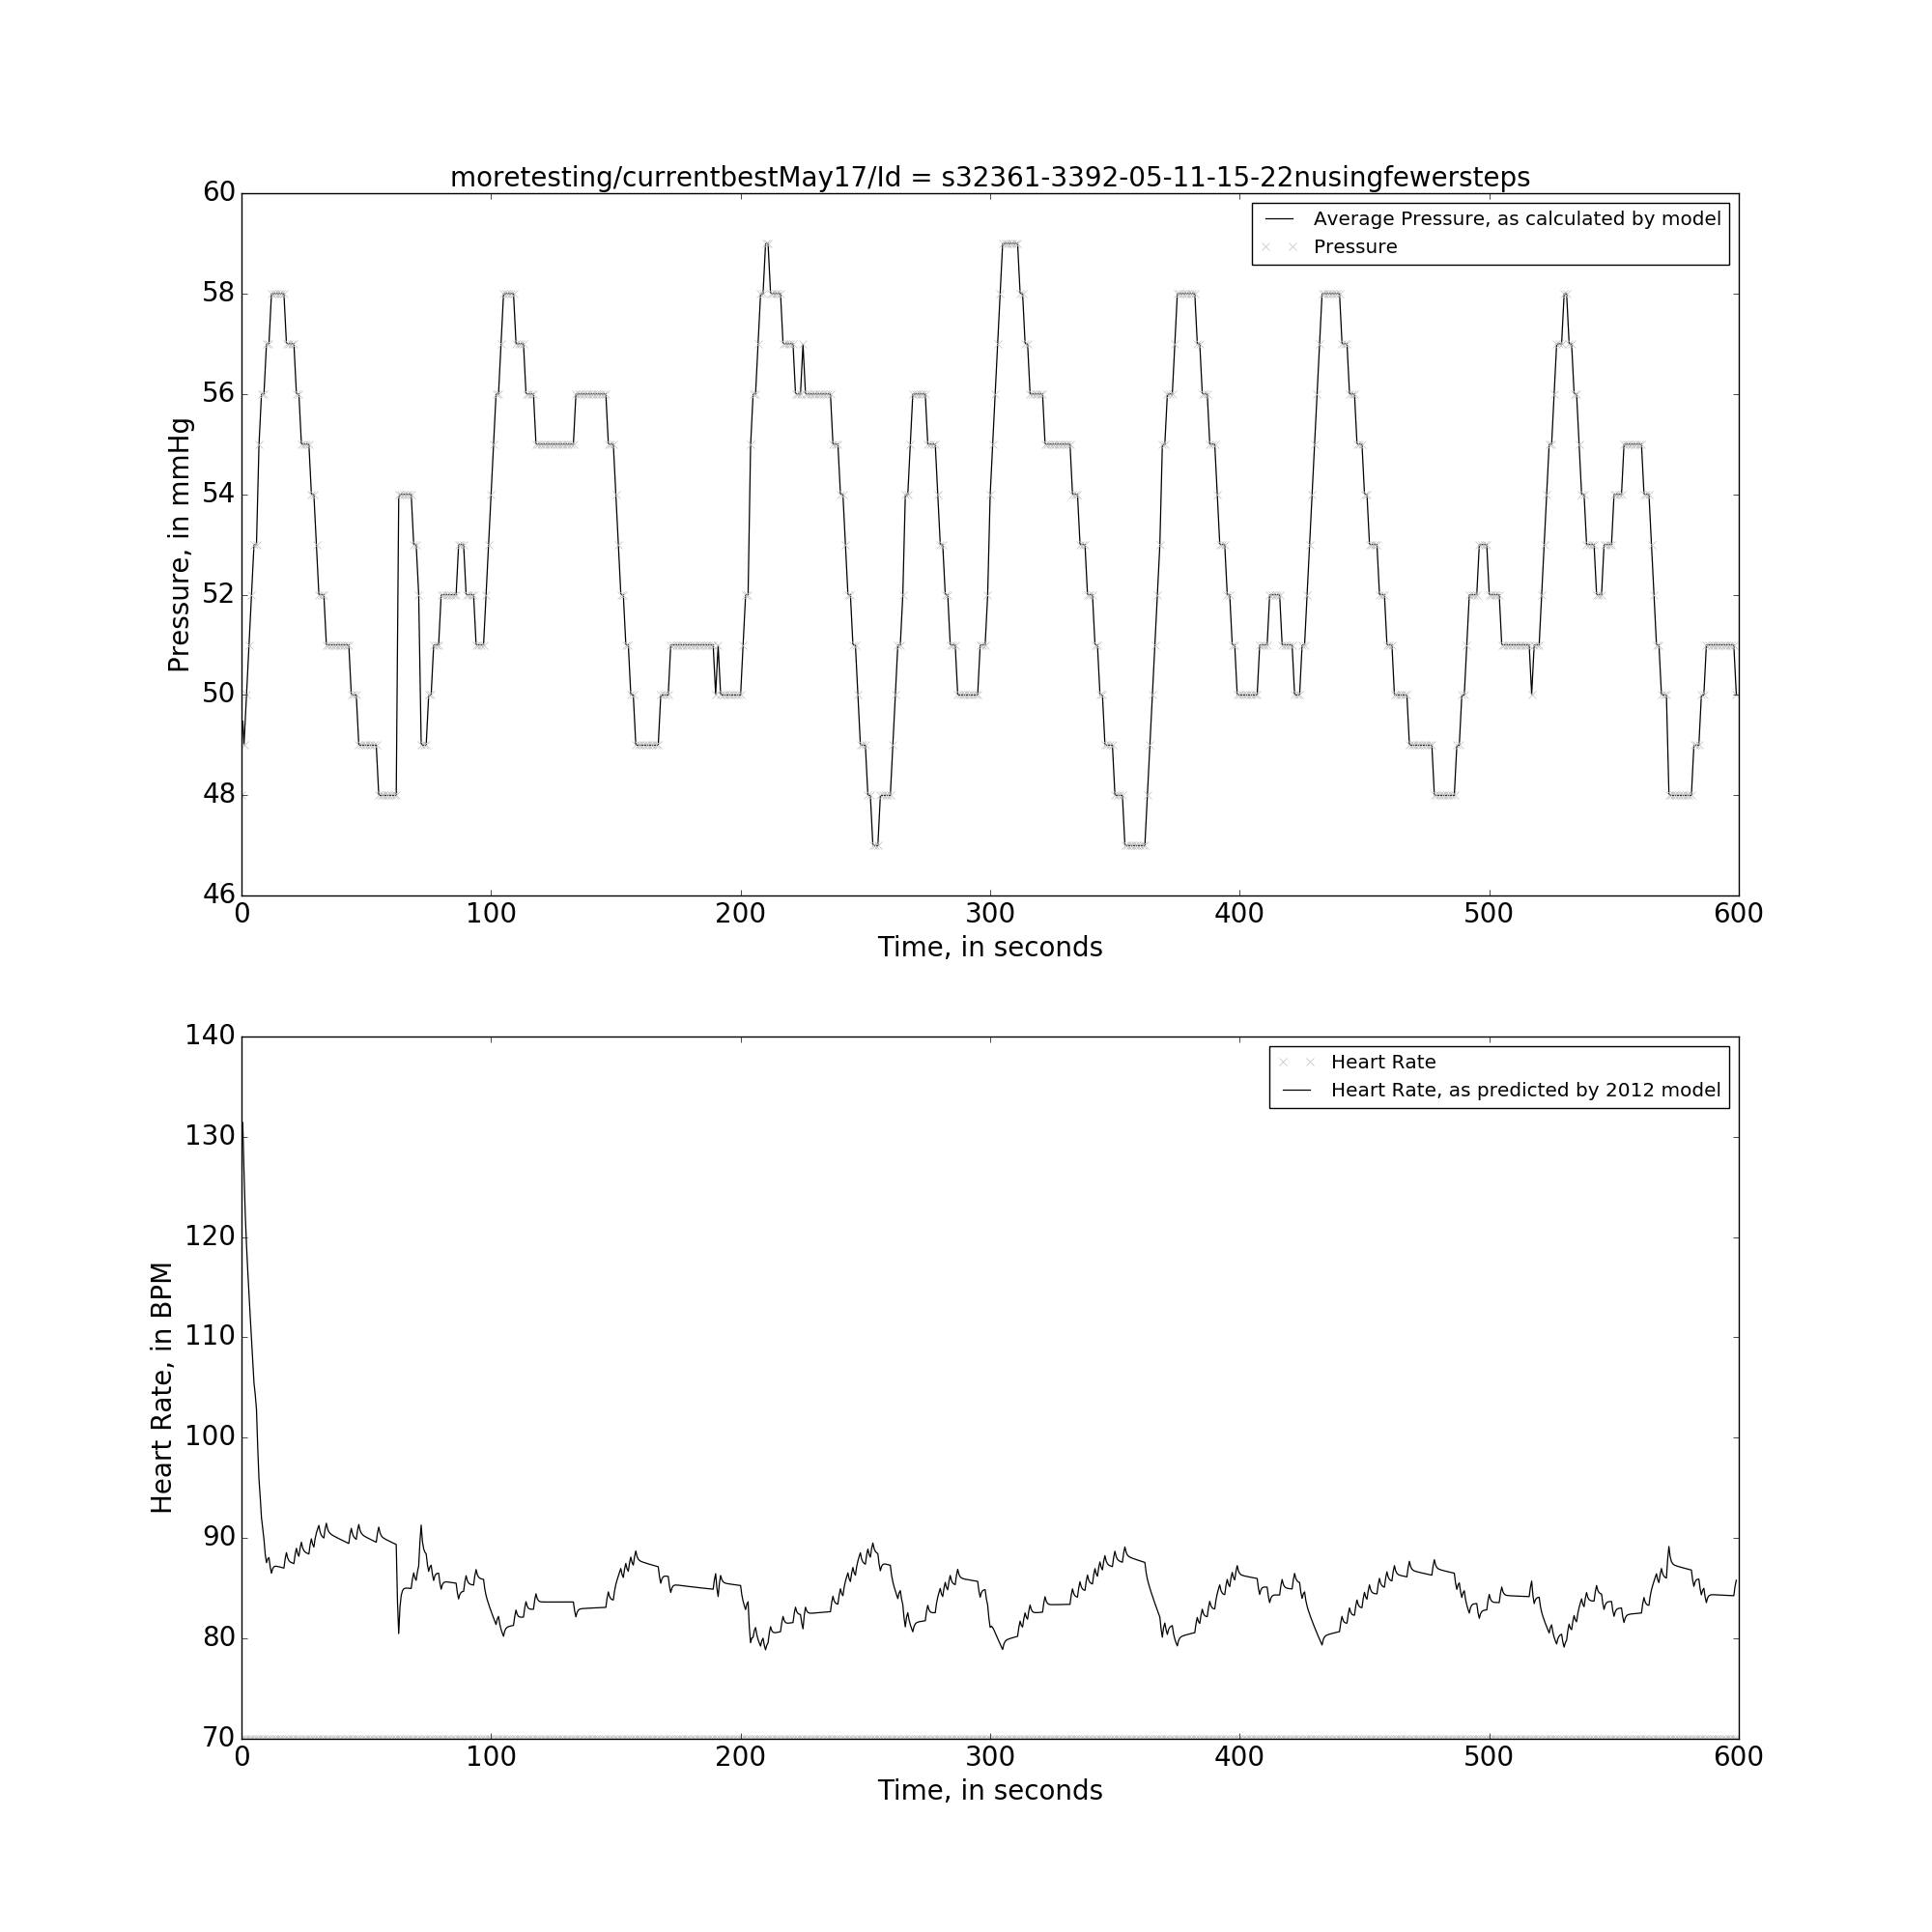 moretesting/currentbestMay17/Id = s32361-3392-05-11-15-22nusingfewersteps
60
58
56
54
52
50
48
46
Pressure, in mmHg
Average Pressure, as calculated by model
Pressure
0 100 200 300 400 500 600
Time, in seconds
140
130
120
110
100
90
80
70
Heart Rate, in BPM
Heart Rate
Heart Rate, as predicted by 2012 model
0 100 200 300 400 500 600
Time, in seconds